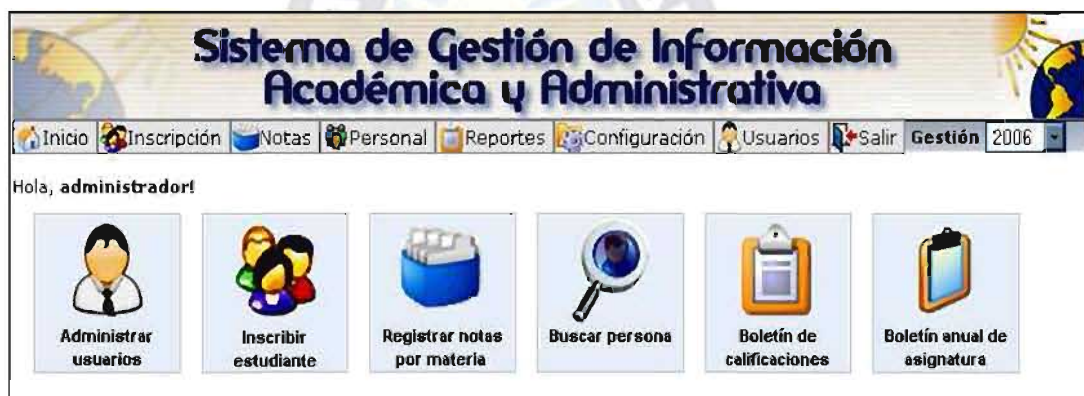 Sistema de Gestión de Información
Académica y Administrativa
Inicio Inscripción Notas Personal Reportes Configuración Usuarios Salir Gestión 2006
Hola, administrador!
Administrar
usuarios
Inscribir
estudiante
Registrar notas
por materia
Buscar persona
Boletín de
calificaciones
Boletín anual de
asignatura